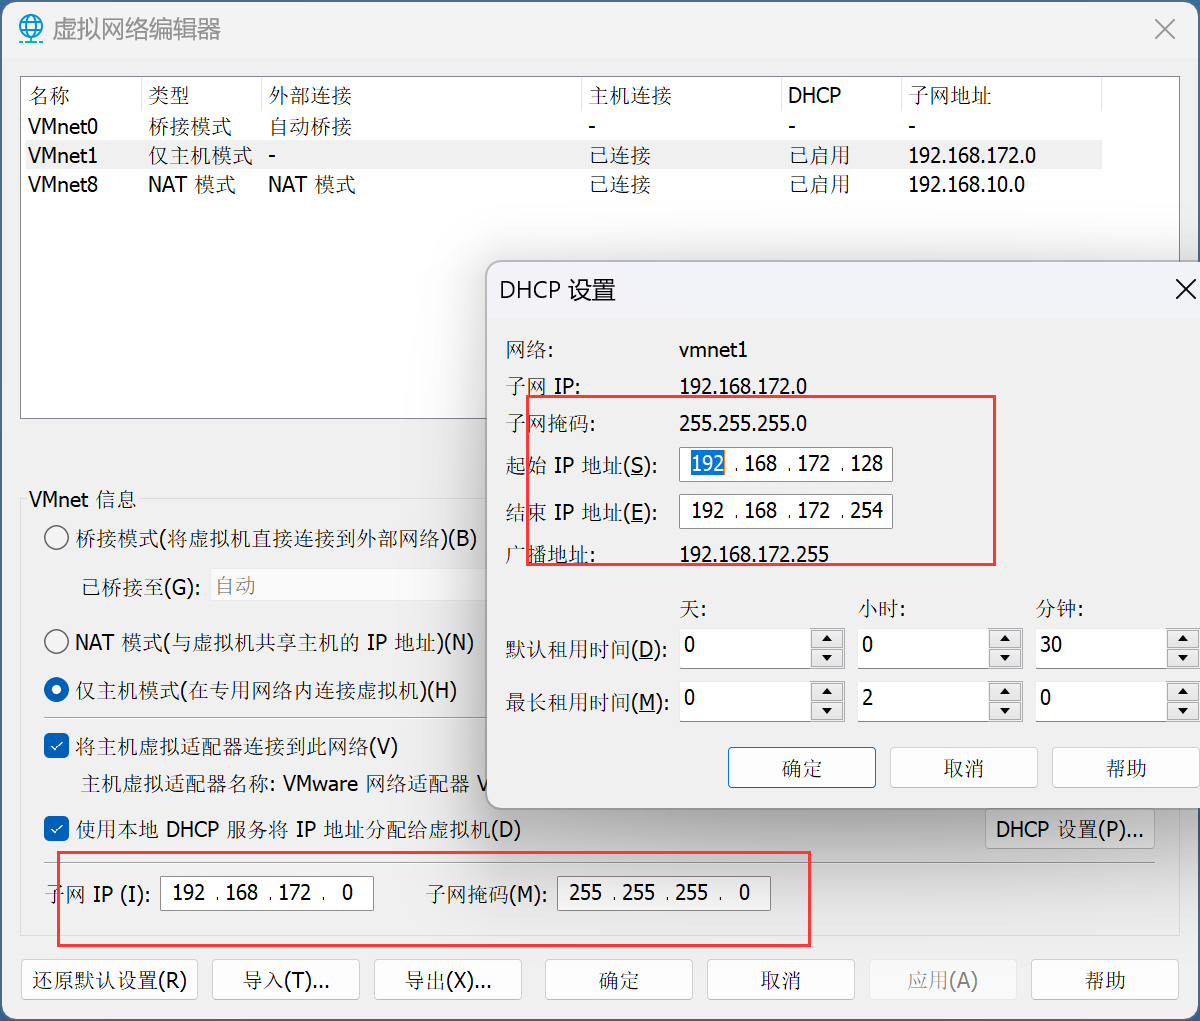 虚拟网络编辑器
名称 类型 外部连接 主机连接 DHCP 子网地址
VMnet0 桥接模式 自动桥接 - - -
VMnet1 仅主机模式 - 已连接 已启用 192.168.172.0
VMnet8 NAT 模式 NAT 模式 已连接 已启用 192.168.10.0
DHCP 设置
网络: vmnet1
子网 IP: 192.168.172.0
子网掩码: 255.255.255.0
起始 IP 地址(S): 192 . 168 . 172 . 128
结束 IP 地址(E): 192 . 168 . 172 . 254
广播地址: 192.168.172.255
天: 小时: 分钟:
默认租用时间(D): 0 0 30
最长租用时间(M): 0 2 0
确定 取消 帮助
VMnet 信息
桥接模式(将虚拟机直接连接到外部网络)(B)
已桥接至(G): 自动
NAT 模式(与虚拟机共享主机的 IP 地址)(N)
仅主机模式(在专用网络内连接虚拟机)(H)
将主机虚拟适配器连接到此网络(V)
主机虚拟适配器名称: VMware 网络适配器 V
使用本地 DHCP 服务将 IP 地址分配给虚拟机(D) DHCP 设置(P)...
子网 IP (I): 192 . 168 . 172 . 0 子网掩码(M): 255 . 255 . 255 . 0
还原默认设置(R) 导入(T)... 导出(X)... 确定 取消 应用(A) 帮助